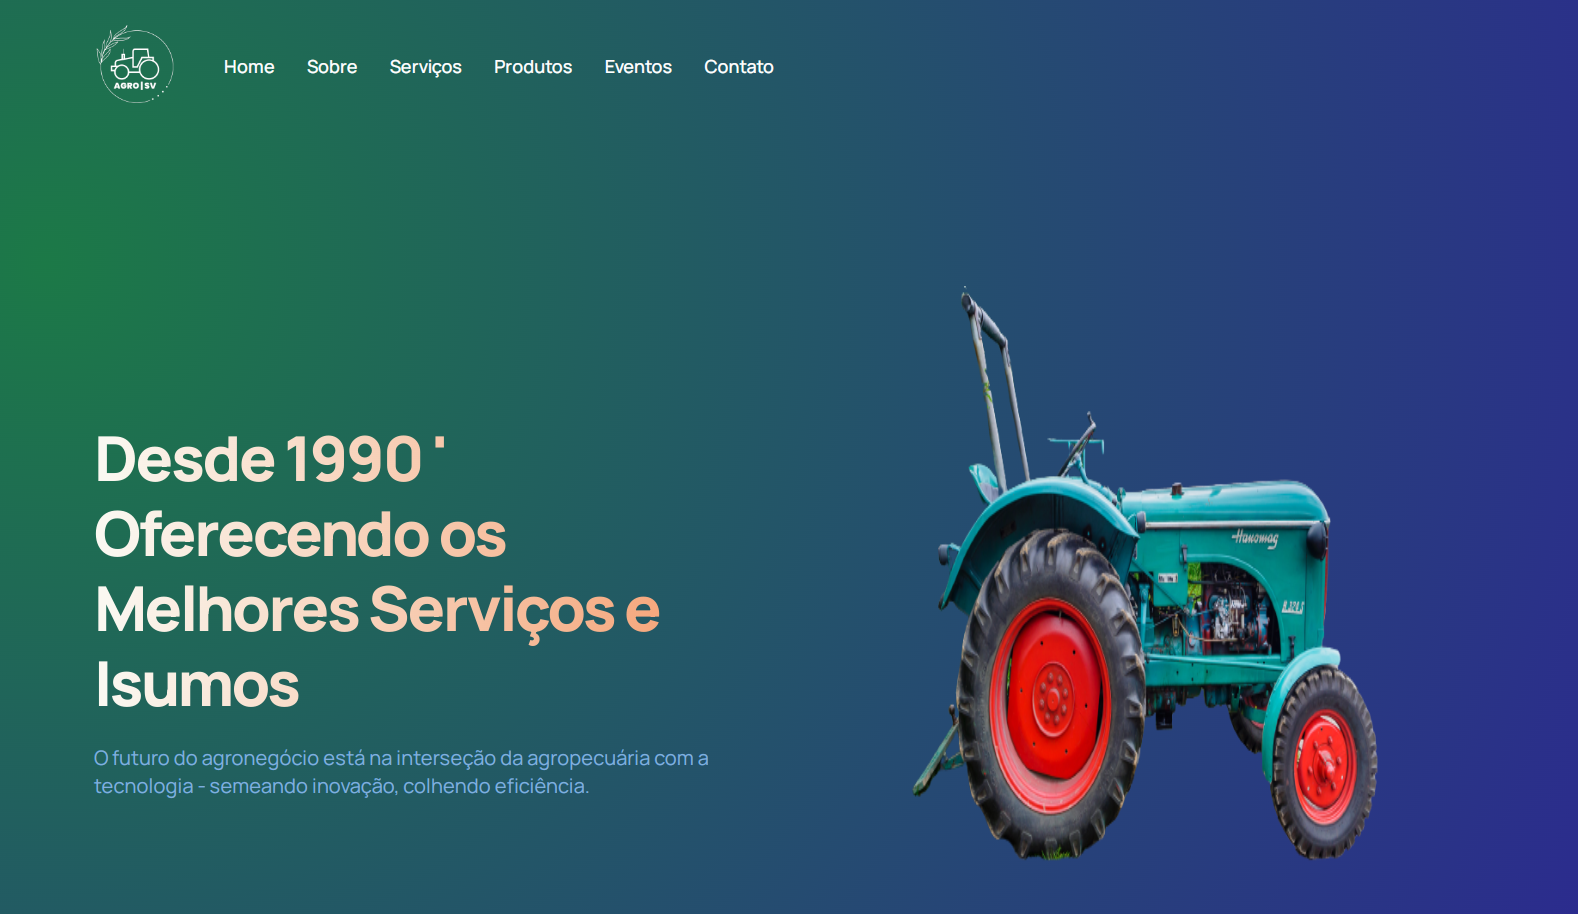 AGRO|SV
Home Sobre Serviços Produtos Eventos Contato
Desde 1990 '
Oferecendo os
Melhores Serviços e
Isumos
O futuro do agronegócio está na interseção da agropecuária com a
tecnologia - semeando inovação, colhendo eficiência.
Hanomag